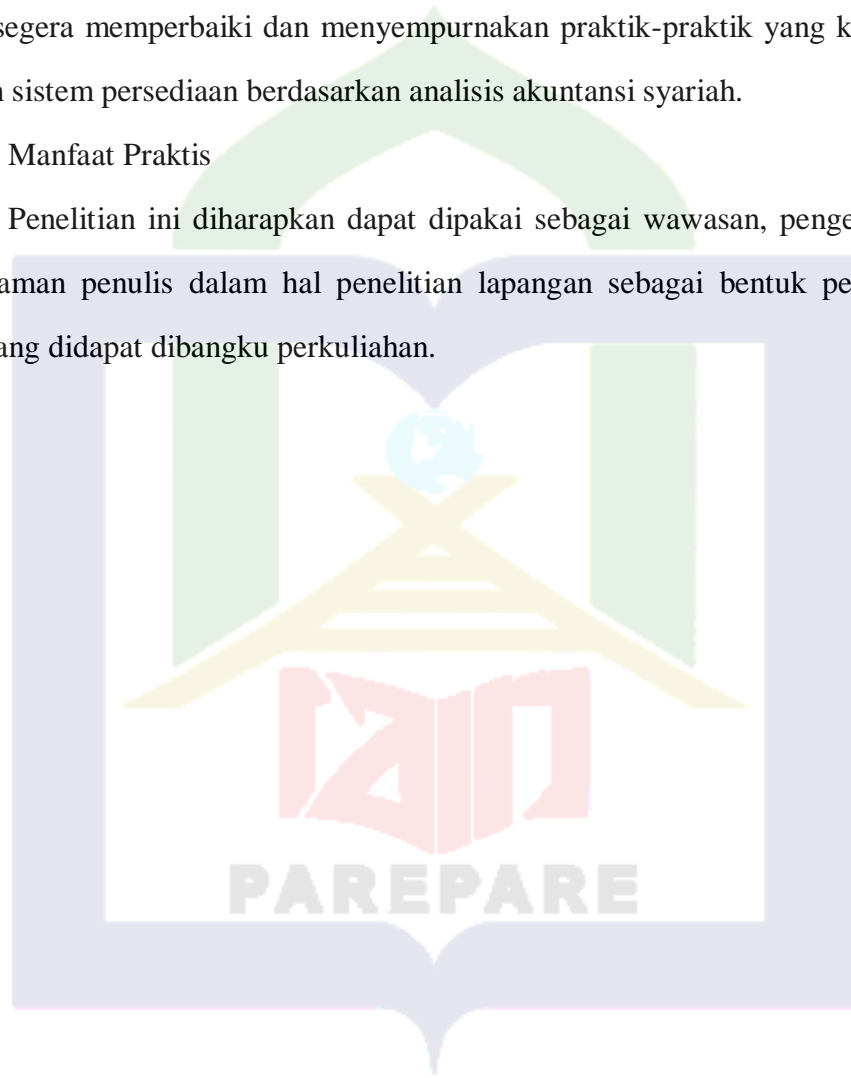 segera memperbaiki dan menyempurnakan praktik-praktik yang k
sistem persediaan berdasarkan analisis akuntansi syariah.
Manfaat Praktis
Penelitian ini diharapkan dapat dipakai sebagai wawasan, penge
aman penulis dalam hal penelitian lapangan sebagai bentuk pe
ang didapat dibangku perkuliahan.
iain
PAREPARE